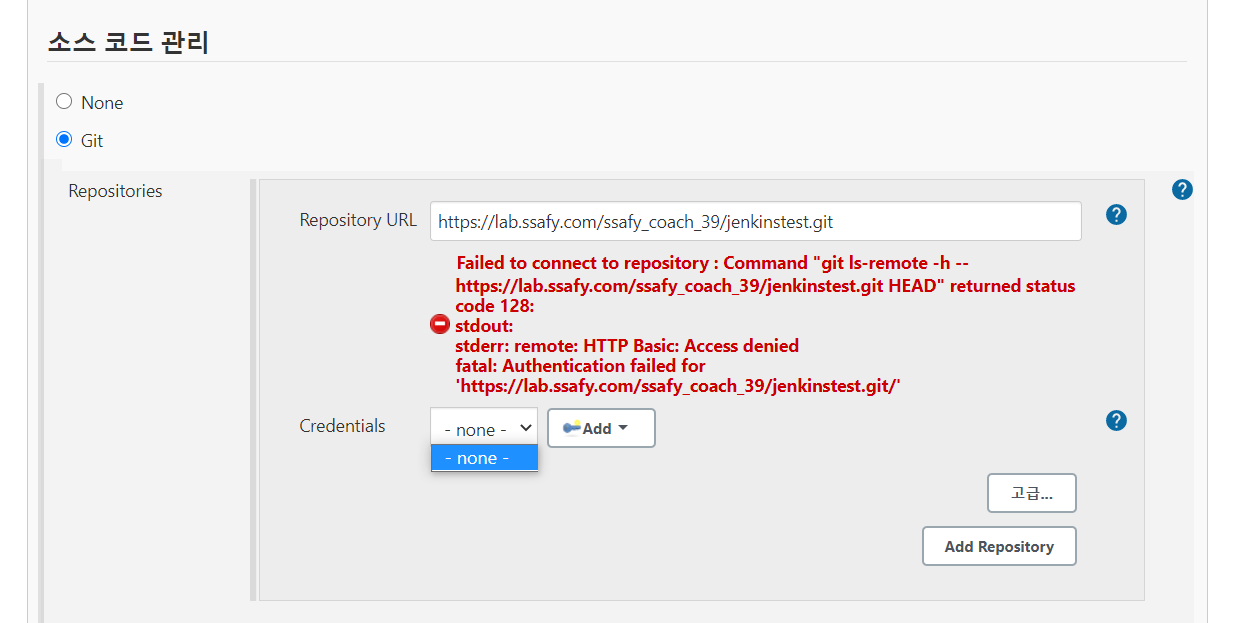 소스 코드 관리
None
Git
Repositories
Repository URL https://lab.ssafy.com/ssafy_coach_39/jenkinstest.git
Failed to connect to repository : Command "git ls-remote -h --
https://lab.ssafy.com/ssafy_coach_39/jenkinstest.git HEAD" returned status
code 128:
stdout:
stderr: remote: HTTP Basic: Access denied
fatal: Authentication failed for
'https://lab.ssafy.com/ssafy_coach_39/jenkinstest.git/'
Credentials - none - Add
- none -
고급...
Add Repository